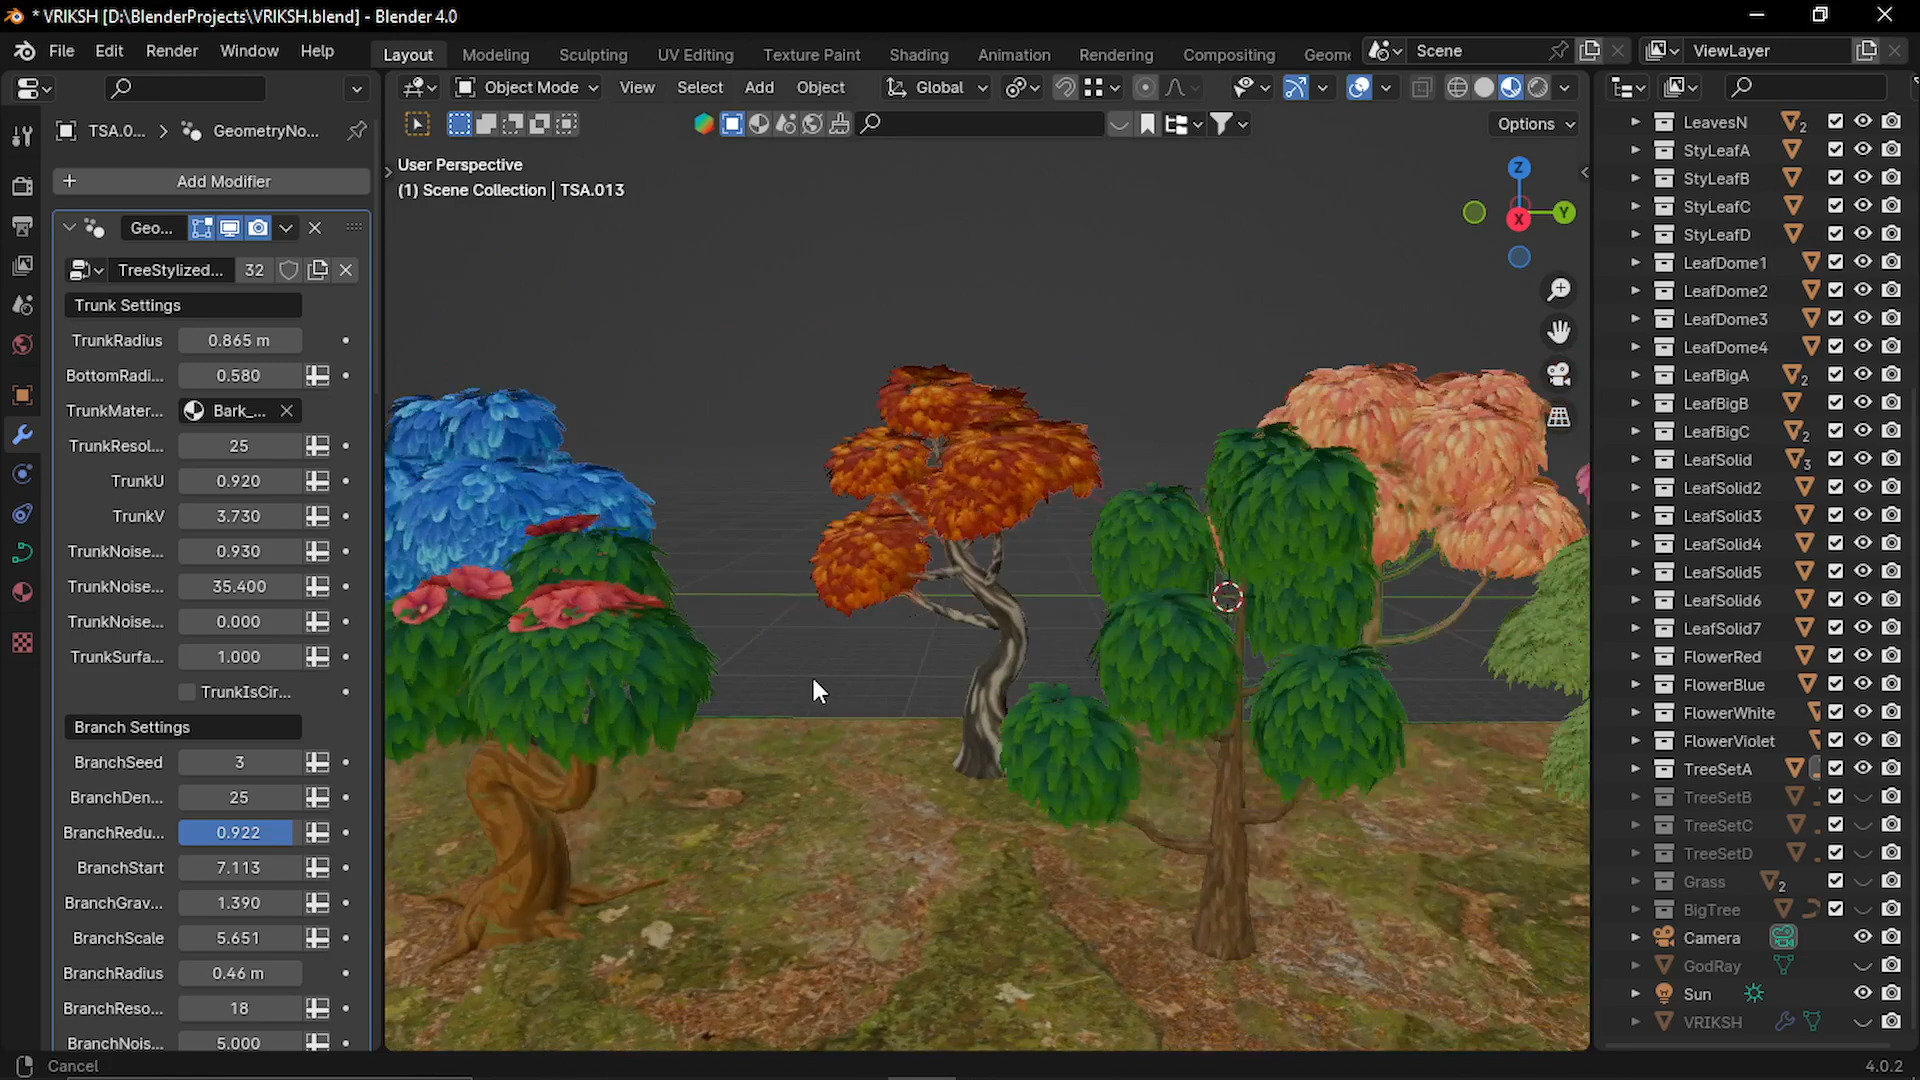 * VRIKSH [D:\BlenderProjects\VRIKSH.blend] - Blender 4.0
File Edit Render Window Help
Layout Modeling Sculpting UV Editing Texture Paint Shading Animation Rendering Compositing Geome
Scene
ViewLayer
Object Mode View Select Add Object
Global
Options
TSA.0... GeometryNo...
Add Modifier
Geo...
TreeStylized... 32
Trunk Settings
TrunkRadius 0.865 m
BottomRadi... 0.580
TrunkMater... Bark_...
TrunkResol... 25
TrunkU 0.920
TrunkV 3.730
TrunkNoise... 0.930
TrunkNoise... 35.400
TrunkNoise... 0.000
TrunkSurfa... 1.000
TrunkIsCir...
Branch Settings
BranchSeed 3
BranchDen... 25
BranchRedu... 0.922
BranchStart 7.113
BranchGrav... 1.390
BranchScale 5.651
BranchRadius 0.46 m
BranchReso... 18
BranchNois... 5.000
Cancel
User Perspective
(1) Scene Collection | TSA.013
Z
Y
X
LeavesN 2
StyLeafA
StyLeafB
StyLeafC
StyLeafD
LeafDome1
LeafDome2
LeafDome3
LeafDome4
LeafBigA 2
LeafBigB
LeafBigC 2
LeafSolid 3
LeafSolid2
LeafSolid3
LeafSolid4
LeafSolid5
LeafSolid6
LeafSolid7
FlowerRed
FlowerBlue
FlowerWhite
FlowerViolet
TreeSetA
TreeSetB
TreeSetC
TreeSetD
Grass 2
BigTree
Camera
GodRay
Sun
VRIKSH
4.0.2